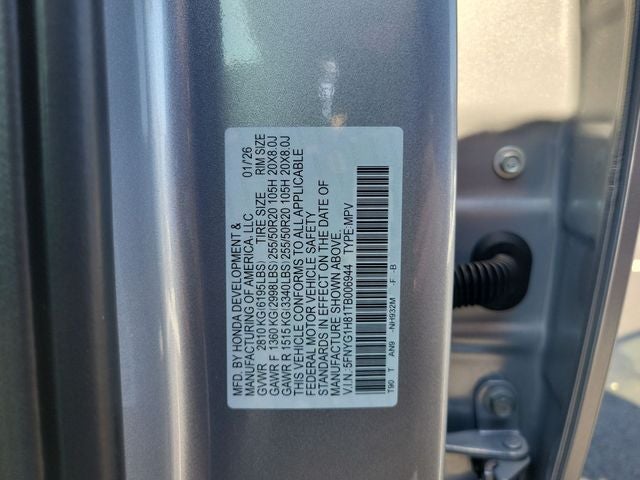 MFD. BY HONDA DEVELOPMENT &
MANUFACTURING OF AMERICA, LLC 01/26
GVWR 2810 KG(6195LBS) TIRE SIZE RIM SIZE
GAWR F 1360 KG(2998LBS) 255/50R20 105H 20X8.0J
GAWR R 1515 KG(3340LBS) 255/50R20 105H 20X8.0J
THIS VEHICLE CONFORMS TO ALL APPLICABLE
FEDERAL MOTOR VEHICLE SAFETY
STANDARDS IN EFFECT ON THE DATE OF
MANUFACTURE SHOWN ABOVE.
V.I.N.:5FNYG1H81TB006944 TYPE:MPV
T90 T AN9 -NH932M -F -B